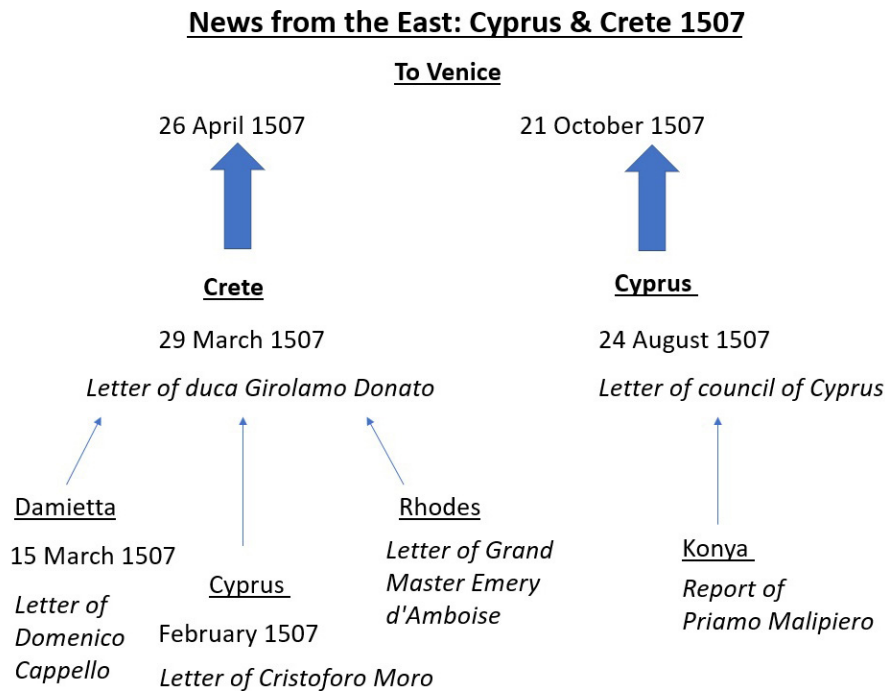 News from the East: Cyprus & Crete 1507
To Venice
26 April 1507
21 October 1507
Crete
Cyprus
29 March 1507
24 August 1507
Letter of duca Girolamo Donato
Letter of council of Cyprus
Damietta
15 March 1507
Letter of
Domenico
Cappello
Cyprus
February 1507
Letter of Cristoforo Moro
Rhodes
Letter of Grand
Master Emery
d'Amboise
Konya
Report of
Priamo Malipiero